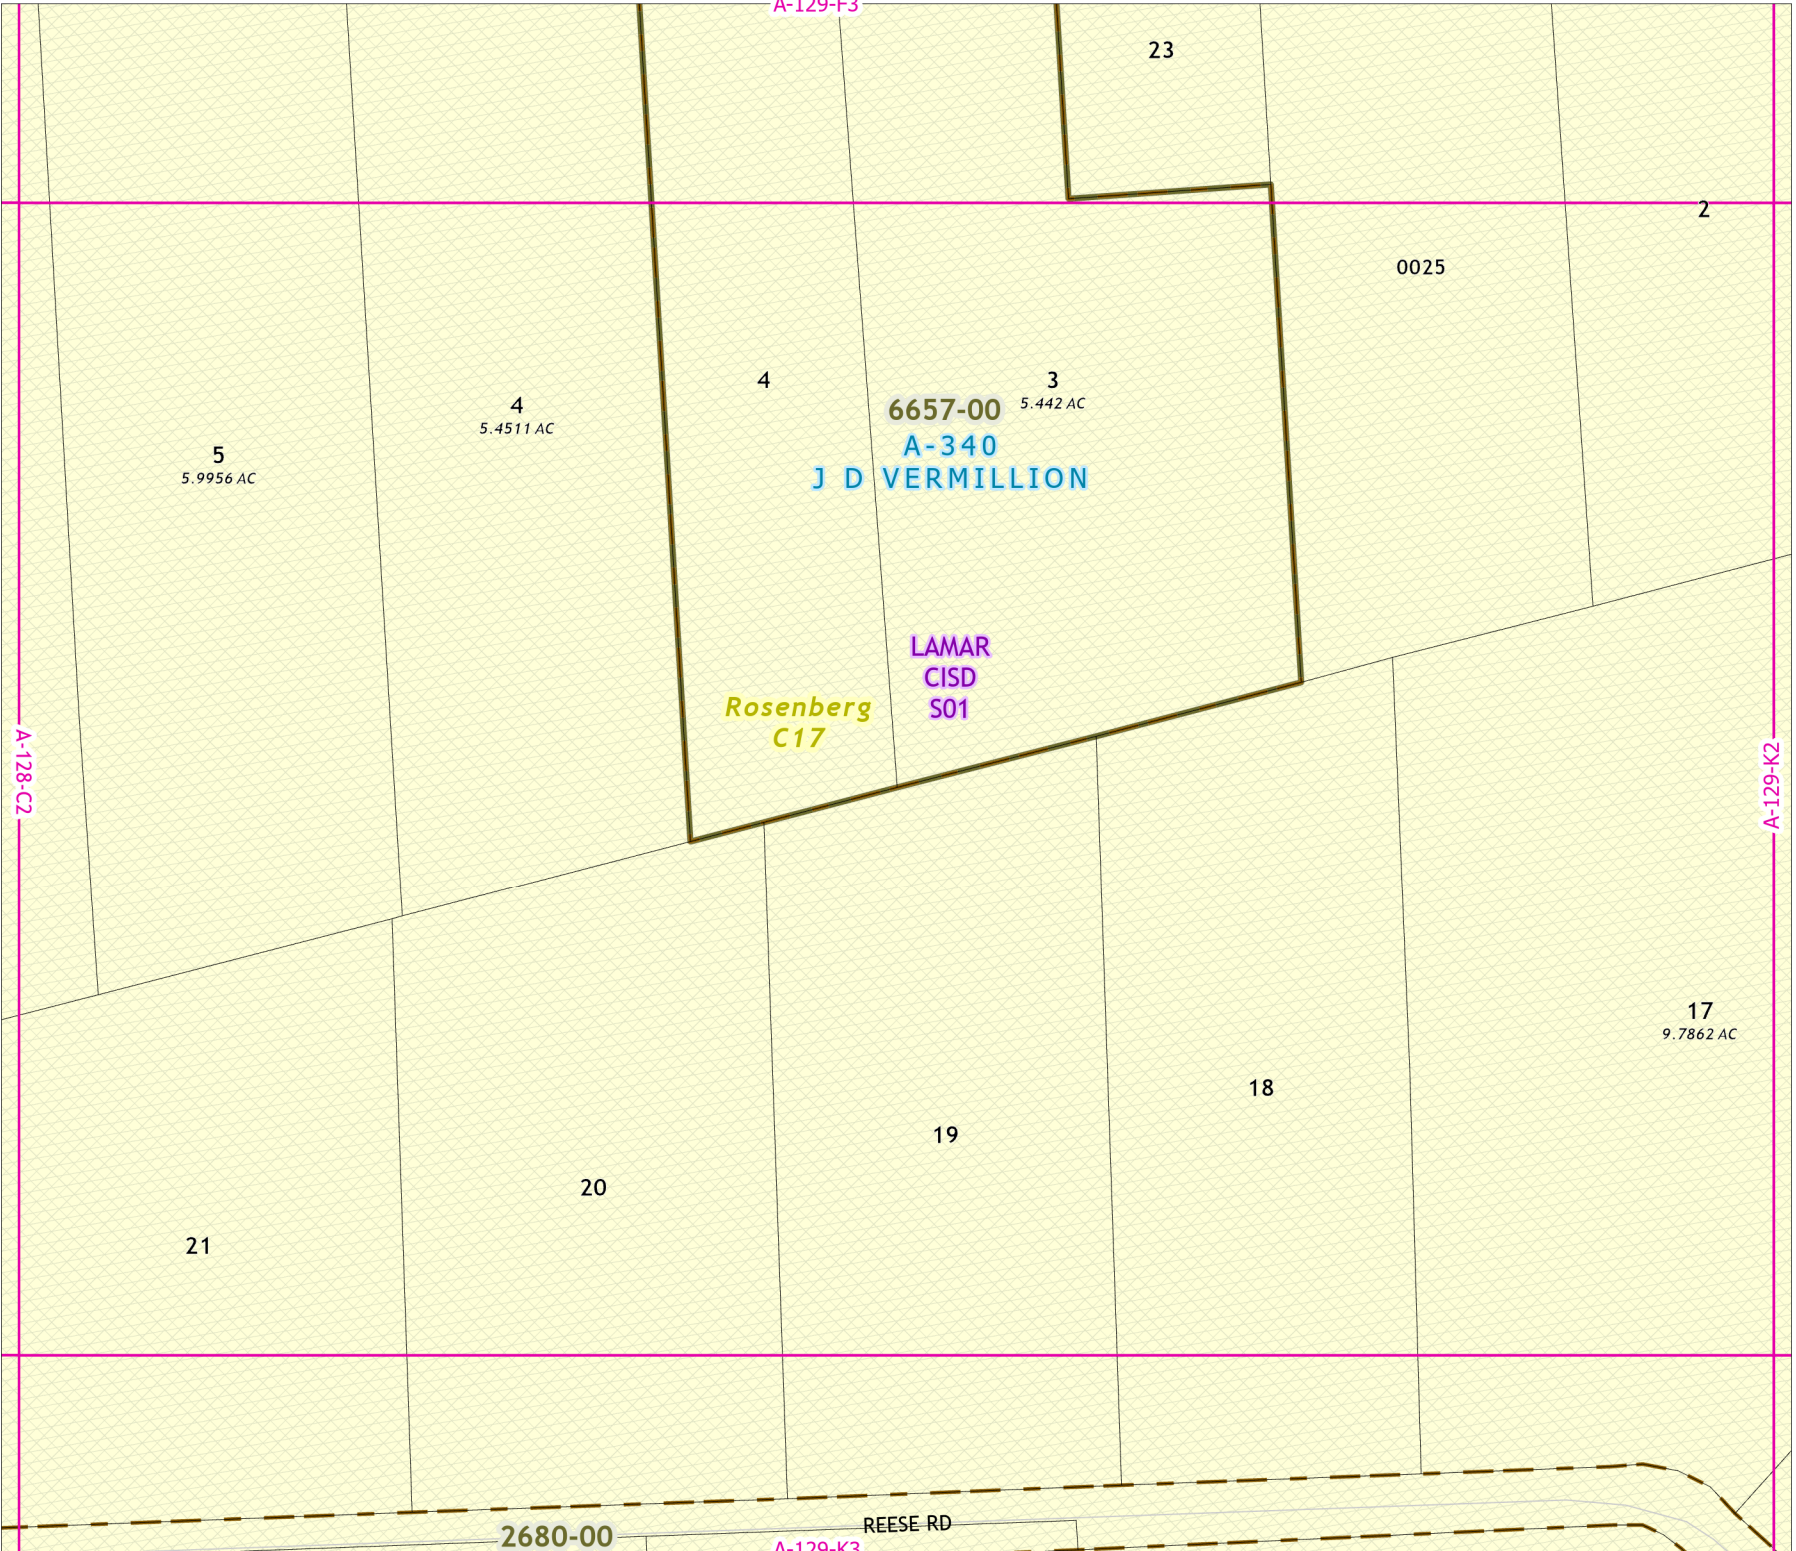 A-129-F3
23
2
0025
4
3
5.442 AC
4
5.4511 AC
6657-00
A-340
J D VERMILLION
5
5.9956 AC
LAMAR
CISD
S01
Rosenberg
C17
A-128-C2
A-129-K2
17
9.7862 AC
18
19
20
21
REESE RD
2680-00
A-129-K3